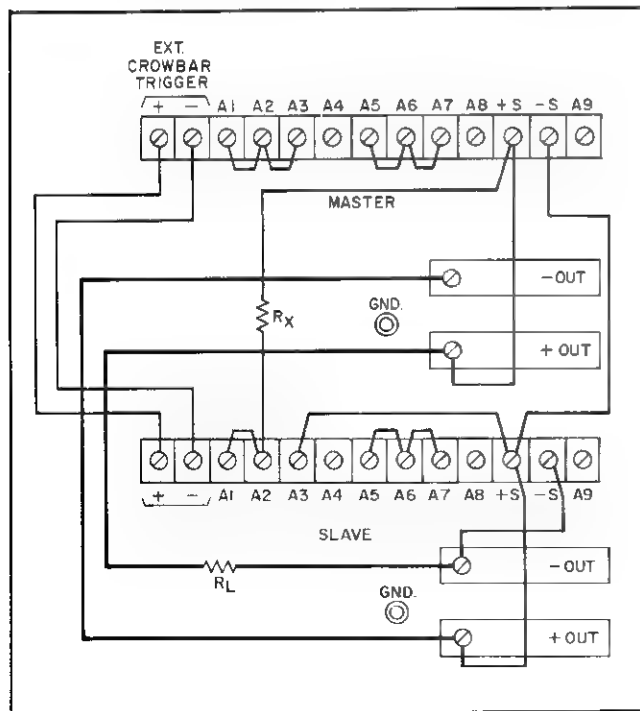 EXT.
CROWBAR
TRIGGER
+ - A1 A2 A3 A4 A5 A6 A7 A8 +S -S A9
MASTER
-OUT
GND.
RX
+OUT
A1 A2 A3 A4 A5 A6 A7 A8 +S -S A9
+ -
SLAVE
-OUT
RL
GND.
+OUT